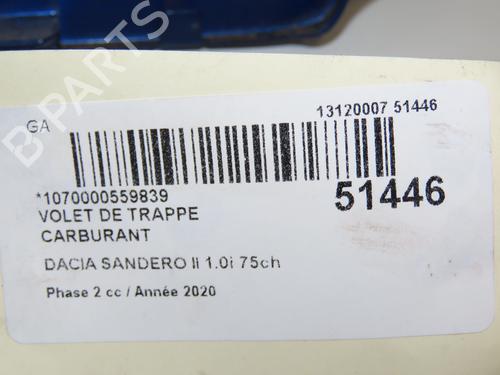 GA
13120007 51446
*1070000559839
51446
VOLET DE TRAPPE
CARBURANT
DACIA SANDERO II 1.0i 75ch
Phase 2 cc / Année 2020